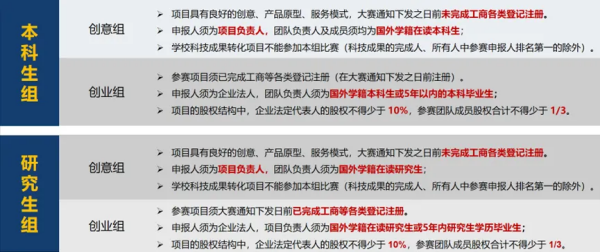 本科生组
创意组
➢ 项目具有良好的创意、产品原型、服务模式，大赛通知下发之日前未完成工商各类登记注册。
➢ 申报人须为项目负责人，团队负责人及成员须均为国外学籍在读本科生；
➢ 学校科技成果转化项目不能参加本组比赛（科技成果的完成人、所有人中参赛申报人排名第一的除外）。
创业组
➢ 参赛项目须已完成工商等各类登记注册（在大赛通知下发之日前注册）。
➢ 申报人须为企业法人，团队负责人须为国外学籍本科生或5年以内的本科毕业生；
➢ 项目的股权结构中，企业法定代表人的股权不得少于 10%，参赛团队成员股权合计不得少于 1/3。
研究生组
创意组
➢ 项目具有良好的创意、产品原型、服务模式，大赛通知下发之日前未完成工商各类登记注册。
➢ 申报人须为项目负责人，团队负责人须为国外学籍在读研究生；
➢ 学校科技成果转化项目不能参加本组比赛（科技成果的完成人、所有人中参赛申报人排名第一的除外）。
创业组
➢ 参赛项目须大赛通知下发前已完成工商等各类登记注册。
➢ 申报人须为企业法人，项目负责人须为国外学籍在读研究生或5年内研究生学历毕业生；
➢ 项目的股权结构中，企业法定代表人的股权不得少于 10%，参赛团队成员股权合计不得少于 1/3。